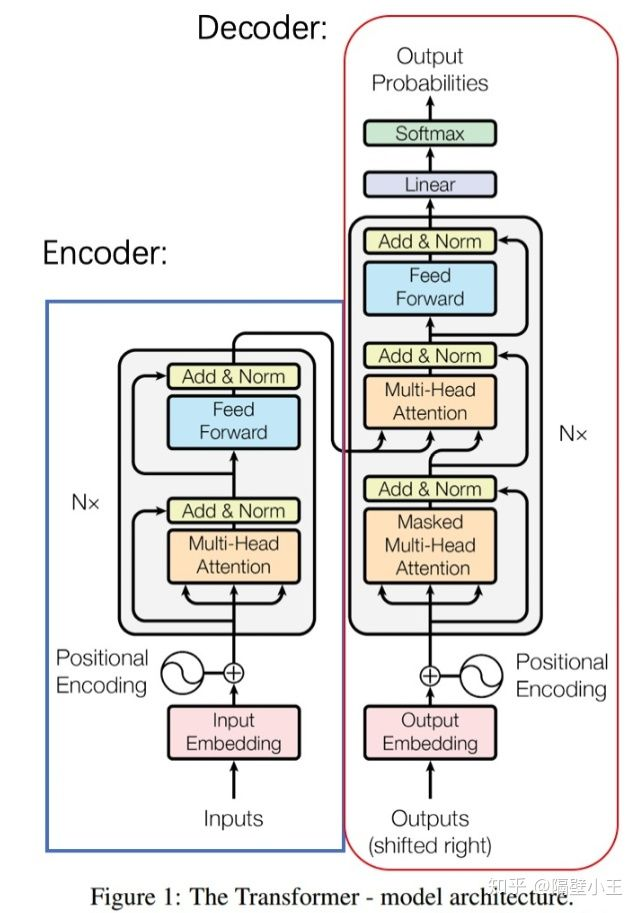 Decoder:
Output
Probabilities
Softmax
Linear
Add & Norm
Feed
Forward
Add & Norm
Multi-Head
Attention
N×
Add & Norm
Masked
Multi-Head
Attention
Positional
Encoding
Output
Embedding
Outputs
(shifted right)
Encoder:
Add & Norm
Feed
Forward
N×
Add & Norm
Multi-Head
Attention
Positional
Encoding
Input
Embedding
Inputs
知乎 @隔壁小王
Figure 1: The Transformer - model architecture.